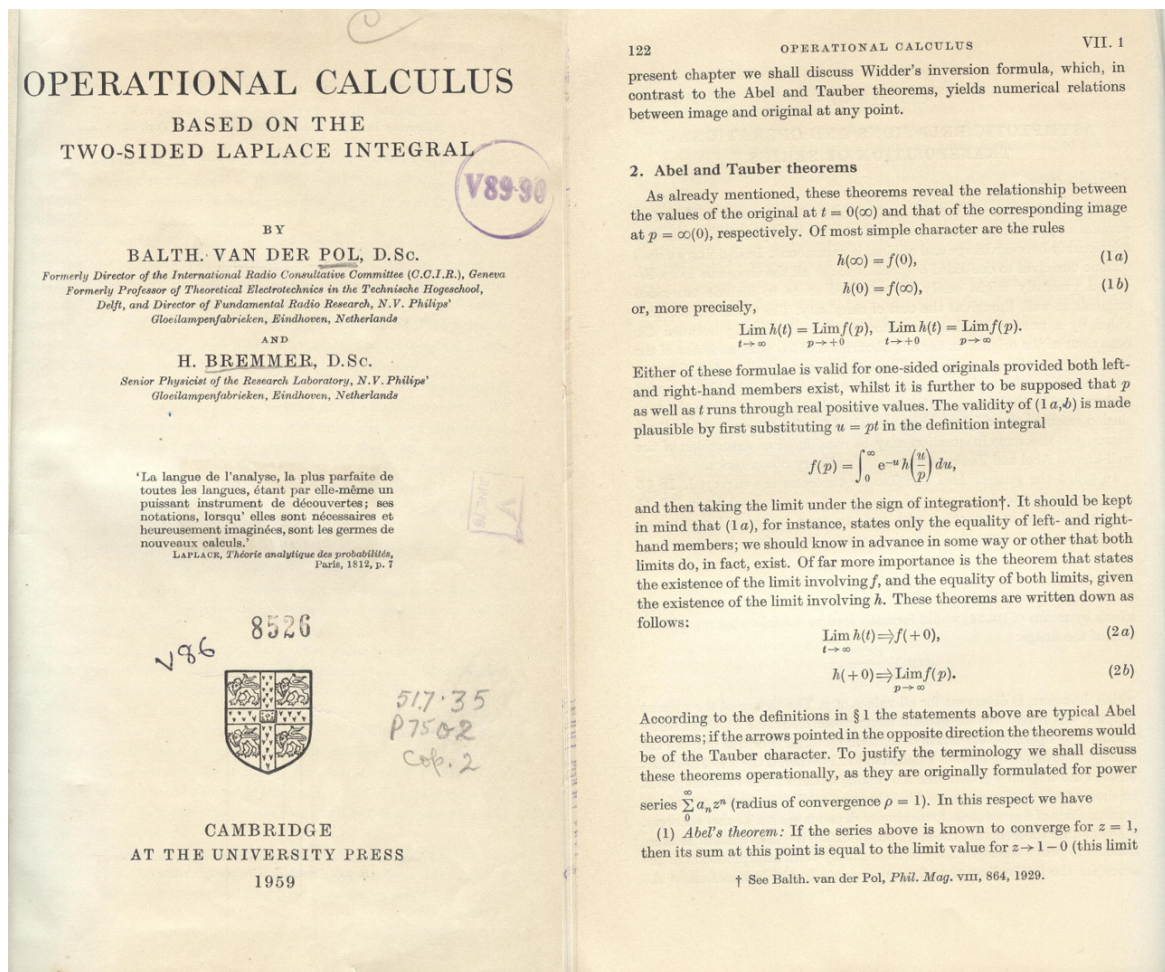 OPERATIONAL CALCULUS
BASED ON THE
TWO-SIDED LAPLACE INTEGRAL
V89-90
BY
BALTH. VAN DER POL, D.Sc.
Formerly Director of the International Radio Consultative Committee (C.C.I.R.), Geneva
Formerly Professor of Theoretical Electrotechnics in the Technische Hogeschool,
Delft, and Director of Fundamental Radio Research, N.V. Philips'
Gloeilampenfabrieken, Eindhoven, Netherlands
AND
H. BREMMER, D.Sc.
Senior Physicist of the Research Laboratory, N.V. Philips'
Gloeilampenfabrieken, Eindhoven, Netherlands
'La langue de l'analyse, la plus parfaite de
toutes les langues, étant par elle-même un
puissant instrument de découvertes; ses
notations, lorsqu' elles sont nécessaires et
heureusement imaginées, sont les germes de
nouveaux calculs.'
LAPLACE, Théorie analytique des probabilités,
Paris, 1812, p. 7
8526
V86
517.35
P7502
Cop. 2
CAMBRIDGE
AT THE UNIVERSITY PRESS
1959
122 OPERATIONAL CALCULUS VII. 1
present chapter we shall discuss Widder's inversion formula, which, in
contrast to the Abel and Tauber theorems, yields numerical relations
between image and original at any point.
2. Abel and Tauber theorems
As already mentioned, these theorems reveal the relationship between
the values of the original at t = 0(∞) and that of the corresponding image
at p = ∞(0), respectively. Of most simple character are the rules
h(∞) = f(0), (1a)
h(0) = f(∞), (1b)
or, more precisely,
Lim h(t) = Lim f(p), Lim h(t) = Lim f(p).
t→∞ p→+0 t→+0 p→∞
Either of these formulae is valid for one-sided originals provided both left-
and right-hand members exist, whilst it is further to be supposed that p
as well as t runs through real positive values. The validity of (1a,b) is made
plausible by first substituting u = pt in the definition integral
f(p) = ∫₀^∞ e⁻ᵘ h(u/p) du,
and then taking the limit under the sign of integration†. It should be kept
in mind that (1a), for instance, states only the equality of left- and right-
hand members; we should know in advance in some way or other that both
limits do, in fact, exist. Of far more importance is the theorem that states
the existence of the limit involving f, and the equality of both limits, given
the existence of the limit involving h. These theorems are written down as
follows:
Lim h(t) ⇒ f(+0), (2a)
t→∞
h(+0) ⇒ Lim f(p). (2b)
p→∞
According to the definitions in § 1 the statements above are typical Abel
theorems; if the arrows pointed in the opposite direction the theorems would
be of the Tauber character. To justify the terminology we shall discuss
these theorems operationally, as they are originally formulated for power
series ∑₀^∞ aₙzⁿ (radius of convergence ρ = 1). In this respect we have
(1) Abel's theorem: If the series above is known to converge for z = 1,
then its sum at this point is equal to the limit value for z→1−0 (this limit
† See Balth. van der Pol, Phil. Mag. VIII, 864, 1929.